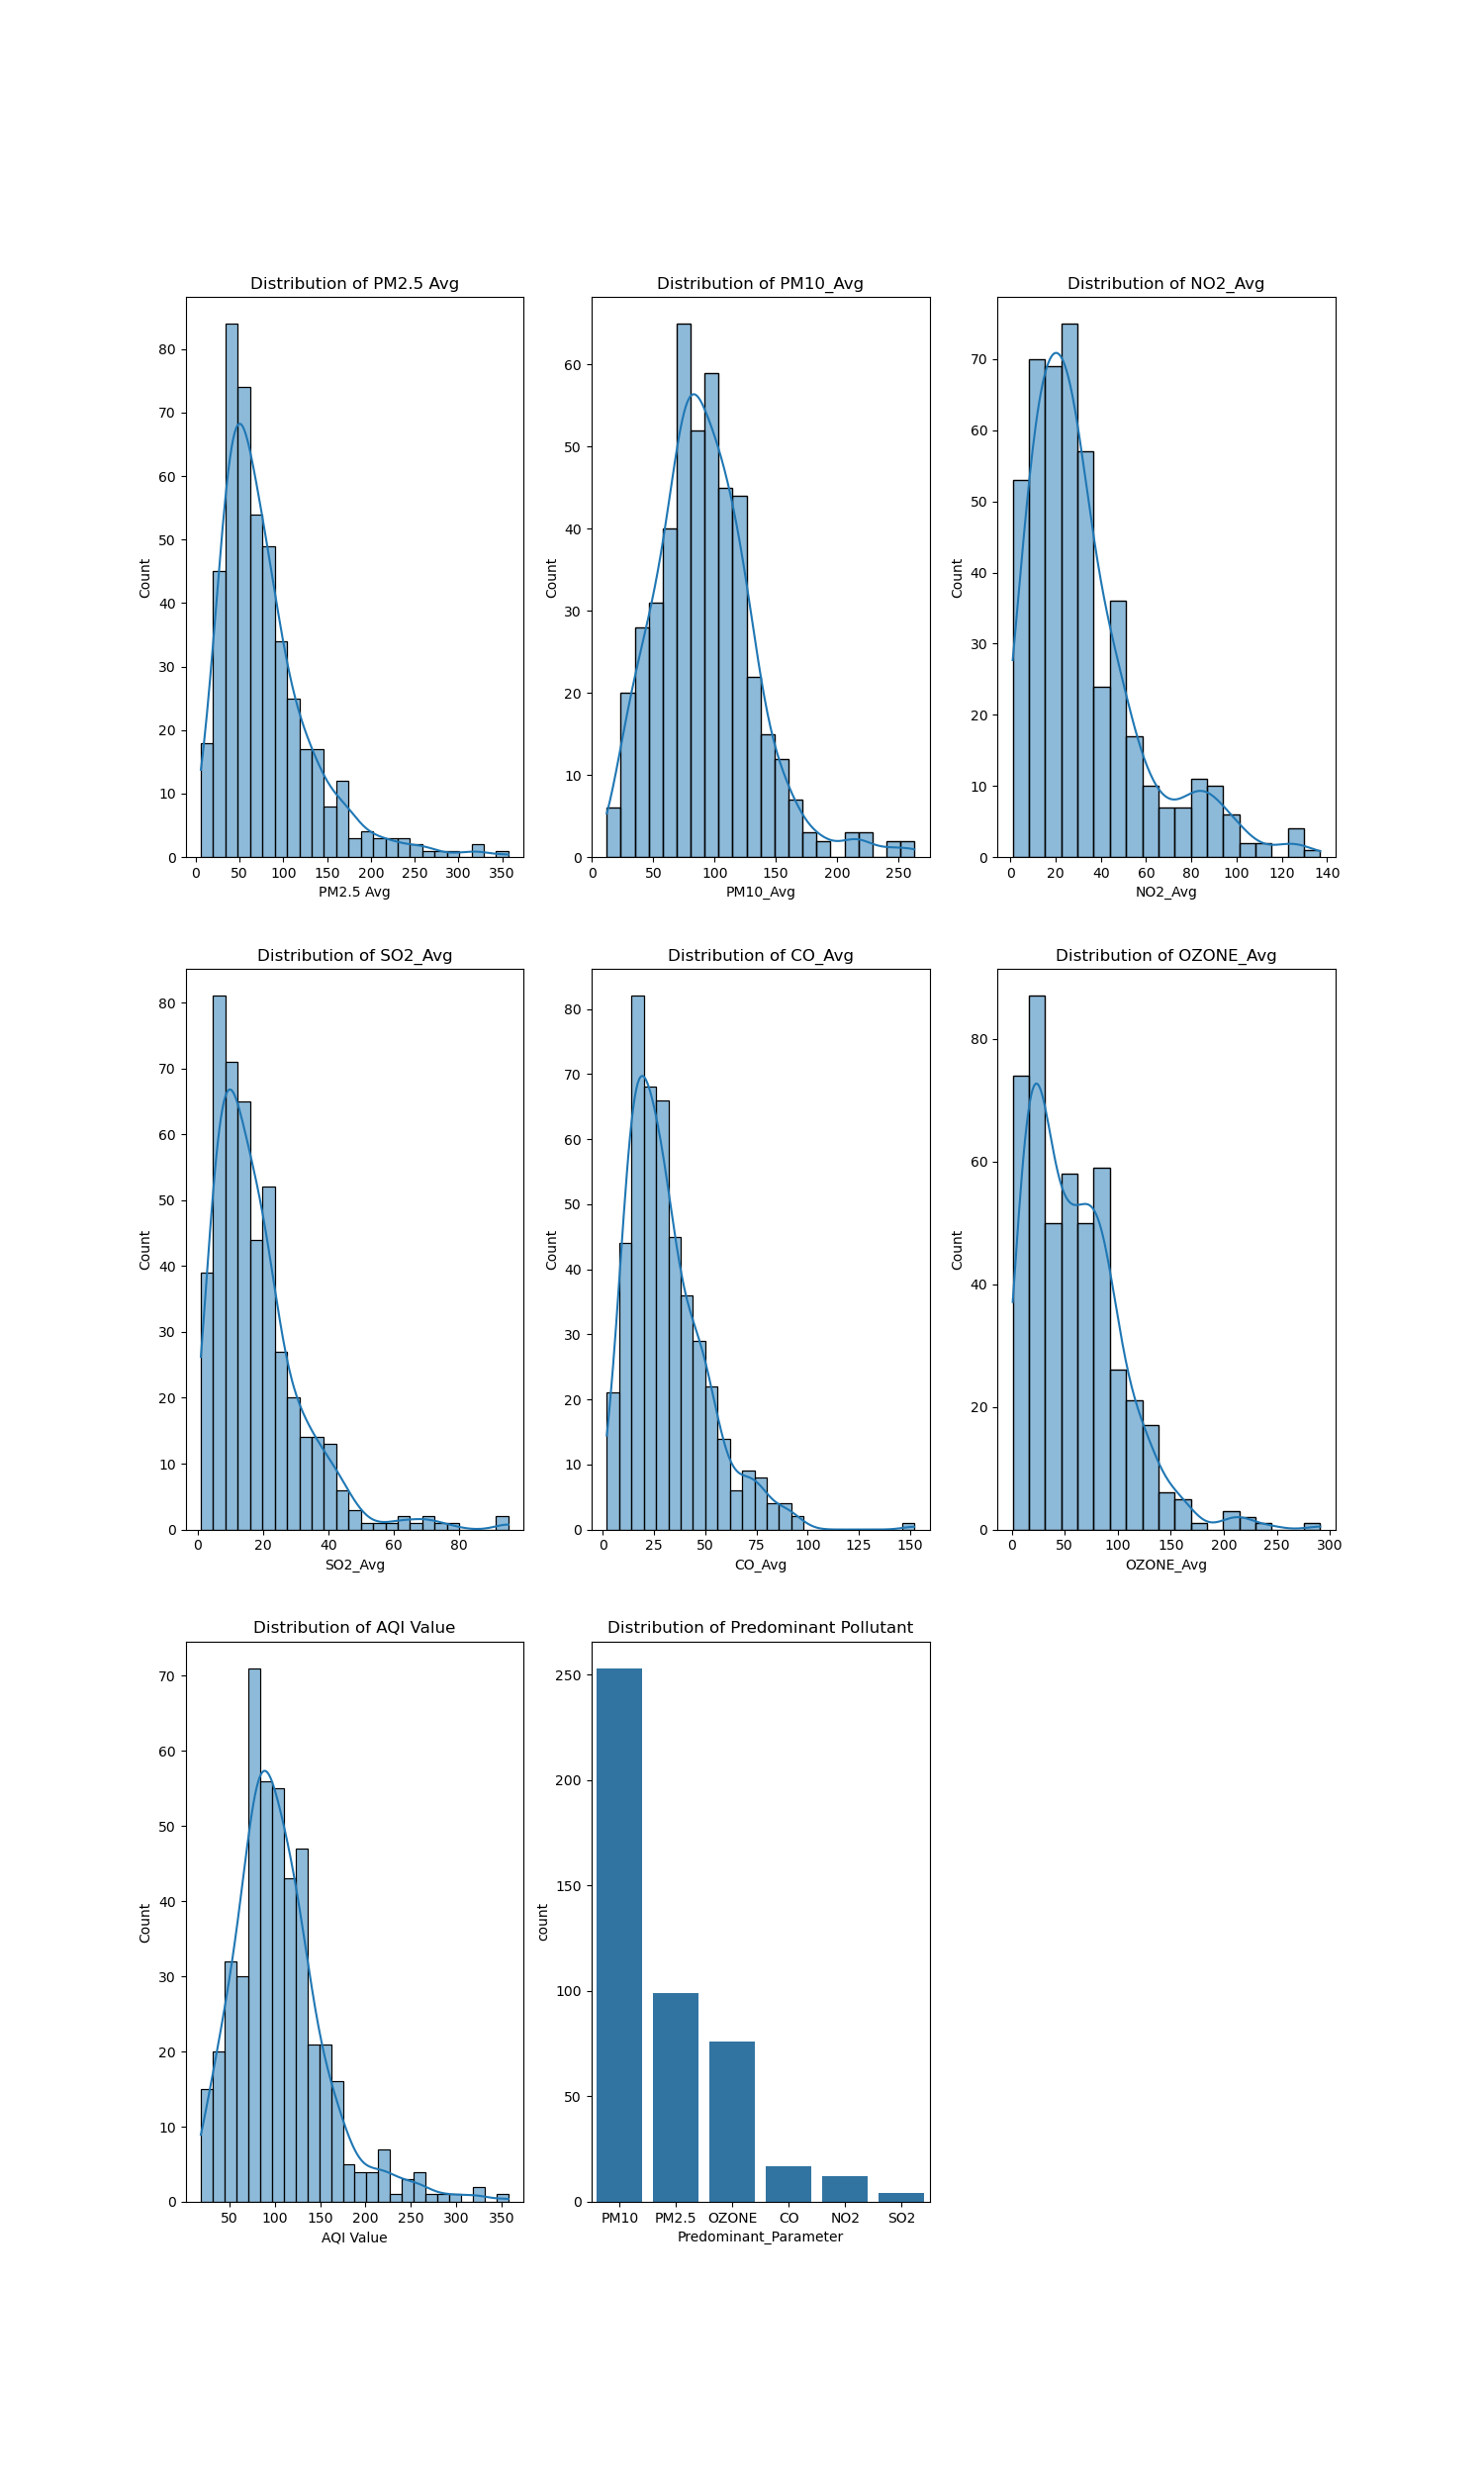 Distribution of PM2.5 Avg
80
70
60
50
40
30
20
10
0
Count
0 50 100 150 200 250 300 350
PM2.5 Avg
Distribution of PM10_Avg
60
50
40
30
20
10
0
Count
0 50 100 150 200 250
PM10_Avg
Distribution of NO2_Avg
70
60
50
40
30
20
10
0
Count
0 20 40 60 80 100 120 140
NO2_Avg
Distribution of SO2_Avg
80
70
60
50
40
30
20
10
0
Count
0 20 40 60 80
SO2_Avg
Distribution of CO_Avg
80
70
60
50
40
30
20
10
0
Count
0 25 50 75 100 125 150
CO_Avg
Distribution of OZONE_Avg
80
60
40
20
0
Count
0 50 100 150 200 250 300
OZONE_Avg
Distribution of AQI Value
70
60
50
40
30
20
10
0
Count
50 100 150 200 250 300 350
AQI Value
Distribution of Predominant Pollutant
250
200
150
100
50
0
count
PM10 PM2.5 OZONE CO NO2 SO2
Predominant_Parameter